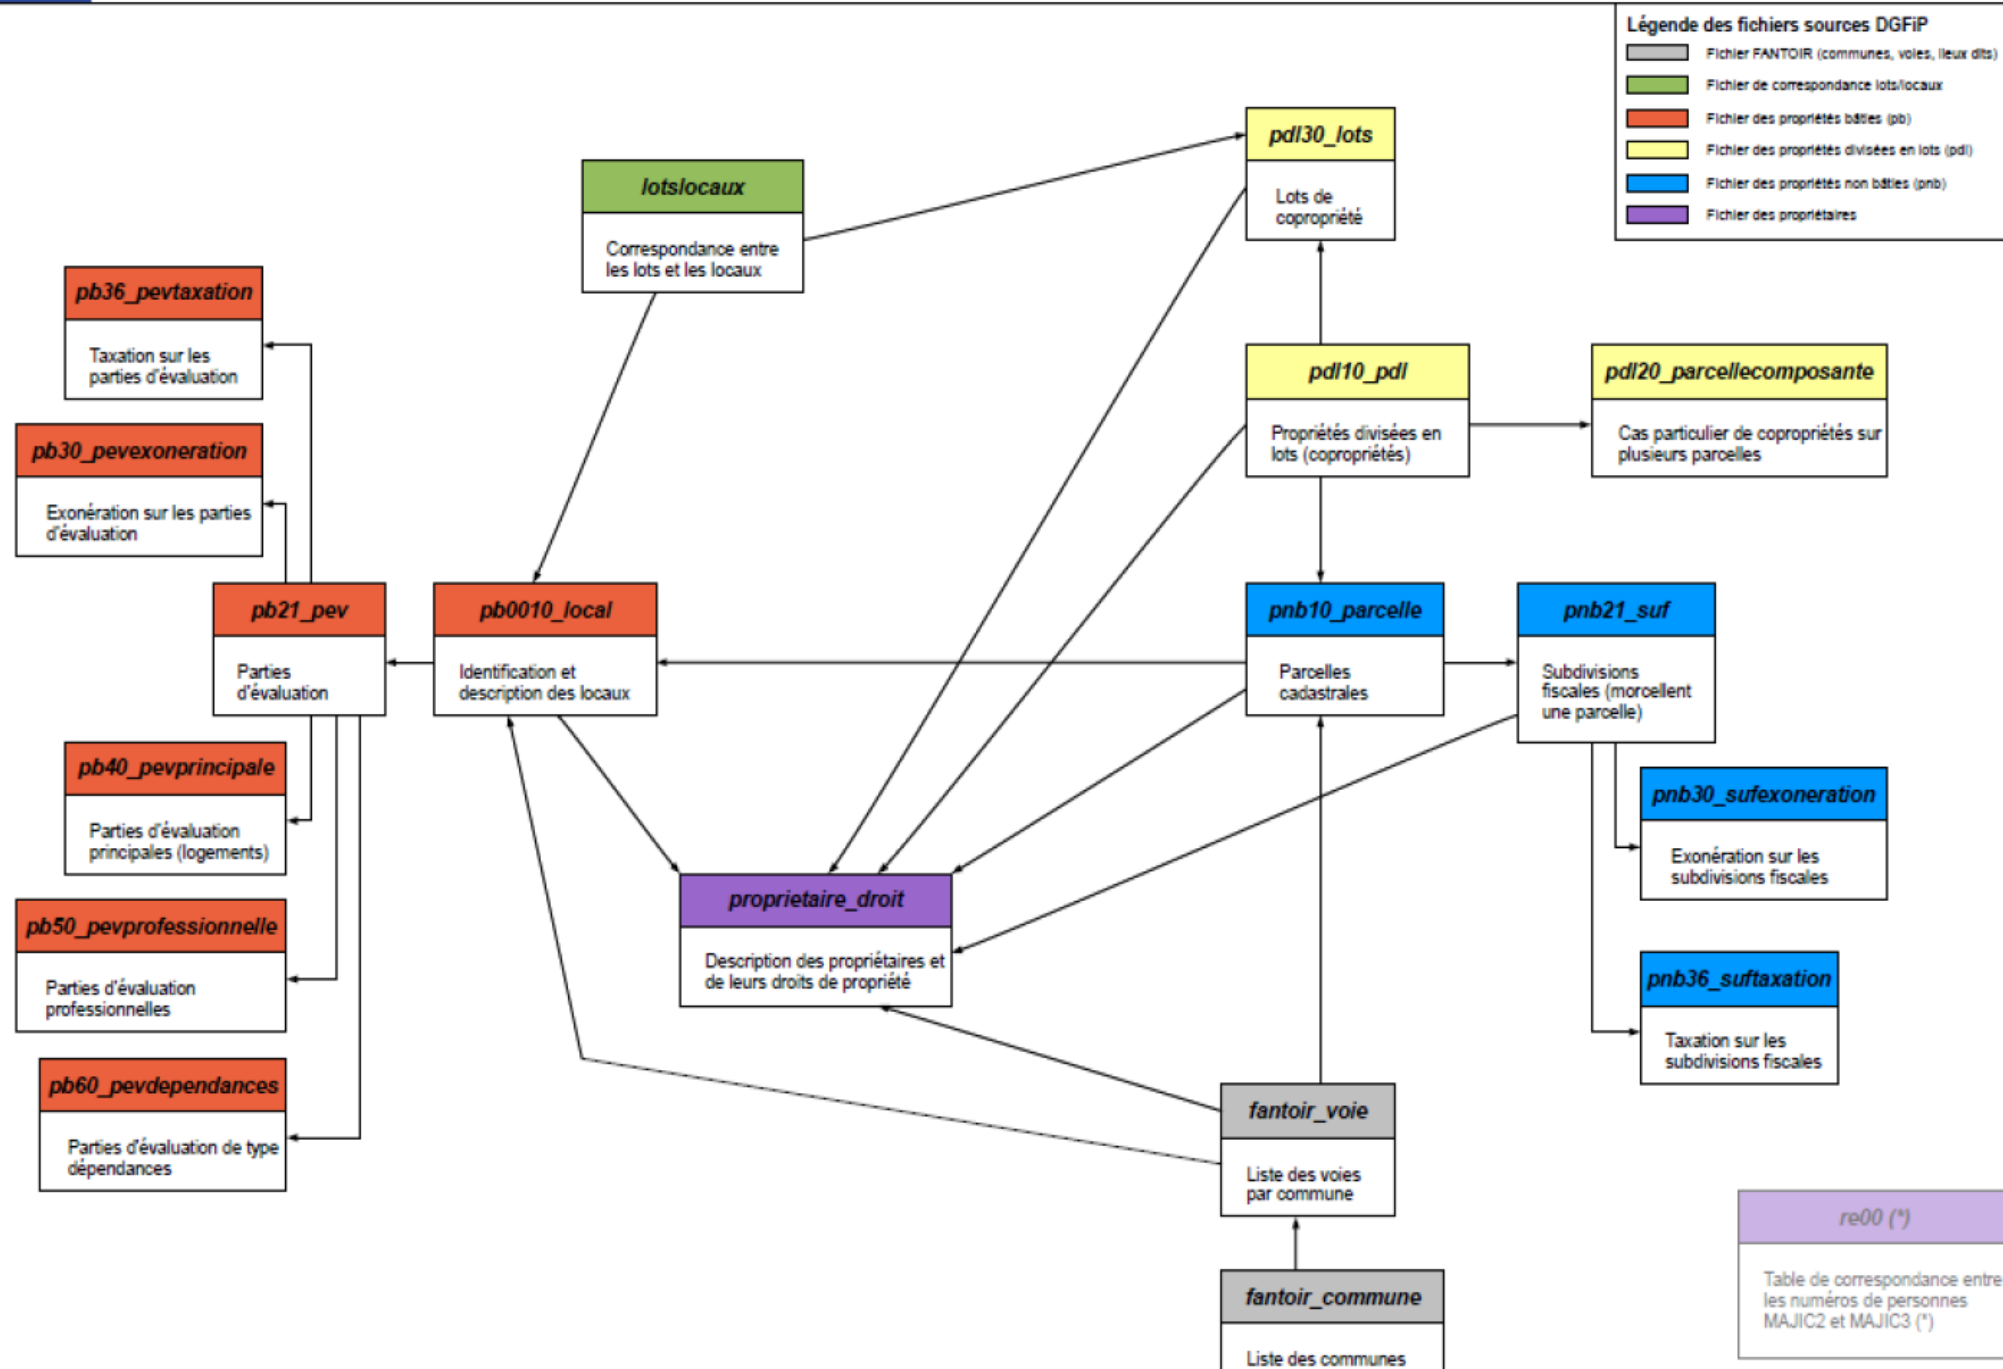 Légende des fichiers sources DGFiP
Fichier FANTOIR (communes, voies, lieux dits)
Fichier de correspondance lots/locaux
Fichier des propriétés bâties (pb)
Fichier des propriétés divisées en lots (pdl)
Fichier des propriétés non bâties (pnb)
Fichier des propriétaires
pdl30_lots
Lots de
copropriété
lotslocaux
Correspondance entre
les lots et les locaux
pb36_pevtaxation
Taxation sur les
parties d'évaluation
pdl10_pdl
Propriétés divisées en
lots (copropriétés)
pdl20_parcellecomposante
Cas particulier de copropriétés sur
plusieurs parcelles
pb30_pevexoneration
Exonération sur les parties
d'évaluation
pb21_pev
Parties
d'évaluation
pb0010_local
Identification et
description des locaux
pnb10_parcelle
Parcelles
cadastrales
pnb21_suf
Subdivisions
fiscales (morcellent
une parcelle)
pb40_pevprincipale
Parties d'évaluation
principales (logements)
pnb30_sufexoneration
Exonération sur les
subdivisions fiscales
proprietaire_droit
Description des propriétaires et
de leurs droits de propriété
pb50_pevprofessionnelle
Parties d'évaluation
professionnelles
pnb36_suftaxation
Taxation sur les
subdivisions fiscales
pb60_pevdependances
Parties d'évaluation de type
dépendances
fantoir_voie
Liste des voies
par commune
re00 (*)
Table de correspondance entre
les numéros de personnes
MAJIC2 et MAJIC3 (*)
fantoir_commune
Liste des communes